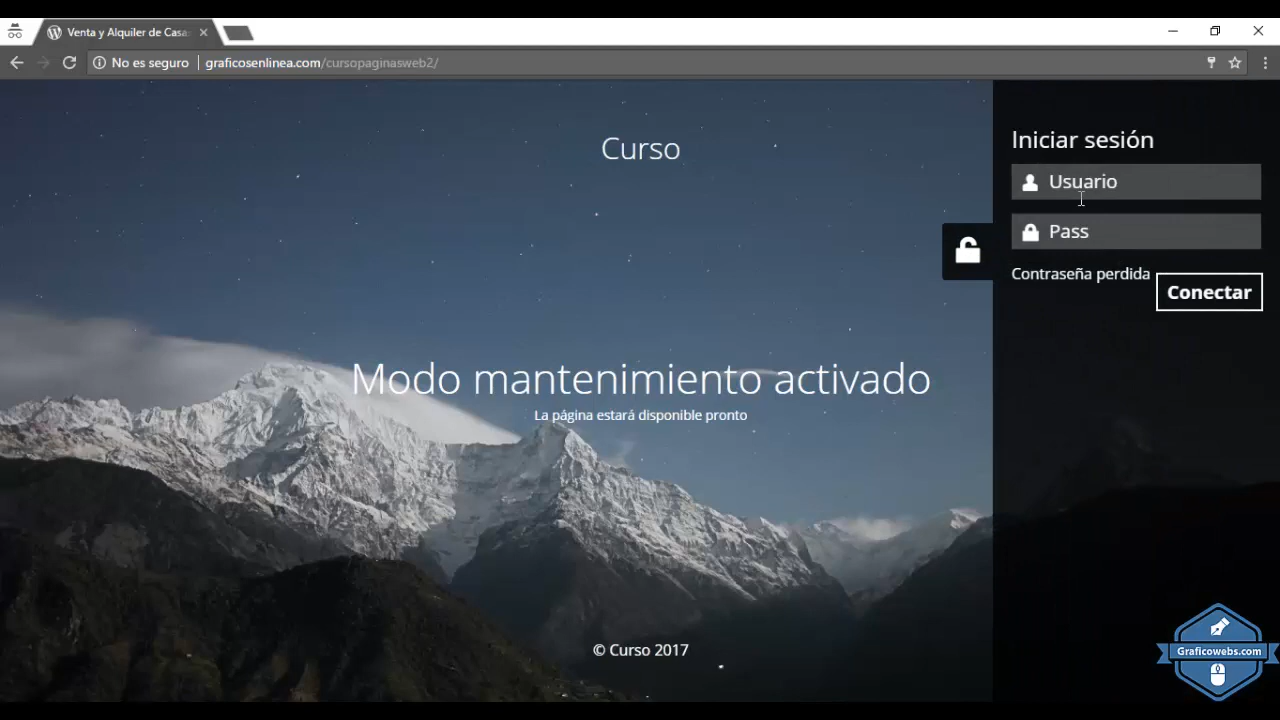 Venta y Alquiler de Casa
No es seguro
graficosenlinea.com/cursopaginasweb2/
Curso
Iniciar sesión
Usuario
Pass
Contraseña perdida
Conectar
Modo mantenimiento activado
La página estará disponible pronto
© Curso 2017
Graficowebs.com